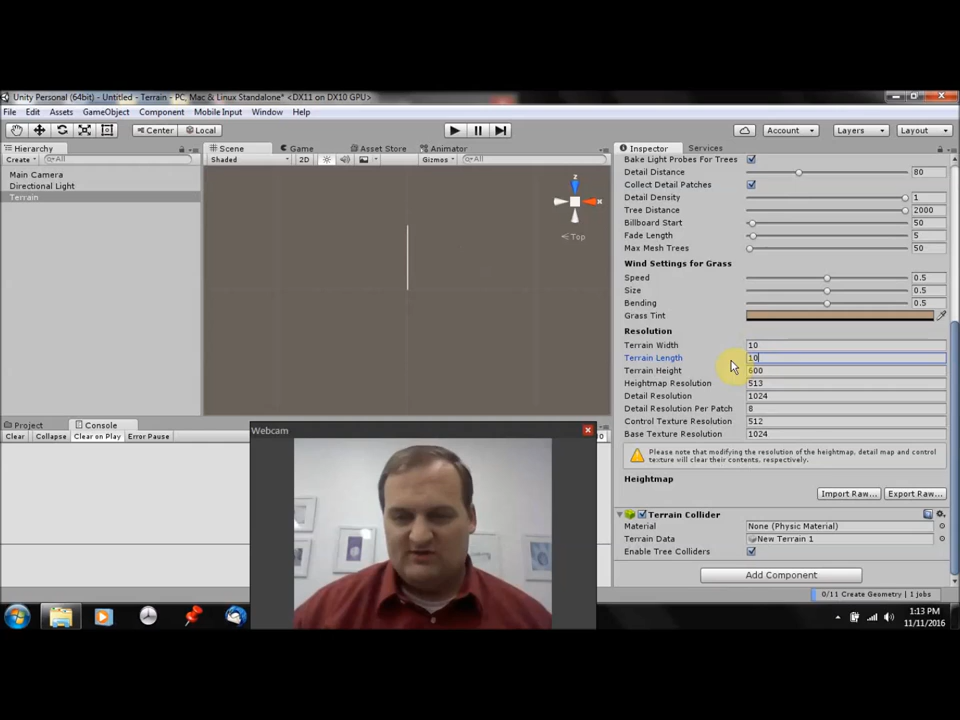 Unity Personal (64bit) - Untitled - Terrain - PC, Mac & Linux Standalone* <DX11 on DX10 GPU>
File Edit Assets GameObject Component Mobile Input Window Help
Center Local Account Layers Layout
Hierarchy Scene Game Asset Store Animator Inspector Services
Create All Shaded 2D Gizmos All
Main Camera
Directional Light
Terrain
z
x
Top
Bake Light Probes For Trees
Detail Distance 80
Collect Detail Patches
Detail Density 1
Tree Distance 2000
Billboard Start 50
Fade Length 5
Max Mesh Trees 50
Wind Settings for Grass
Speed 0.5
Size 0.5
Bending 0.5
Grass Tint
Resolution
Terrain Width 10
Terrain Length 10
Terrain Height 600
Heightmap Resolution 513
Detail Resolution 1024
Detail Resolution Per Patch 8
Control Texture Resolution 512
Base Texture Resolution 1024
Please note that modifying the resolution of the heightmap, detail map and control
texture will clear their contents, respectively.
Heightmap
Import Raw... Export Raw...
Terrain Collider
Material None (Physic Material)
Terrain Data New Terrain 1
Enable Tree Colliders
Add Component
0/11 Create Geometry | 1 jobs
Project Console
Clear Collapse Clear on Play Error Pause
Webcam
1:13 PM
11/11/2016